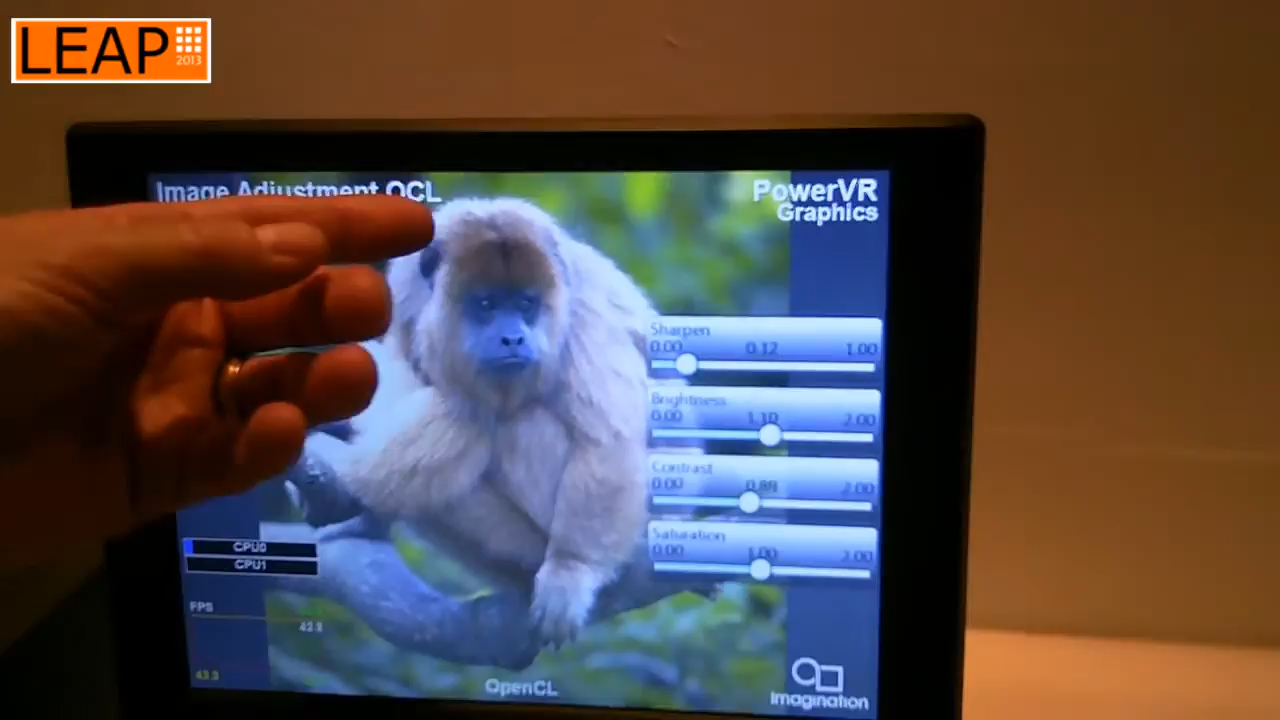 LEAP
2013
Image Adjustment OCL
PowerVR
Graphics
Sharpen
0.00 0.12 1.00
Brightness
0.00 1.10 2.00
Contrast
0.00 0.88 2.00
Saturation
0.00 1.00 2.00
CPU0
CPU1
FPS
42.8
43.3
OpenCL
Imagination